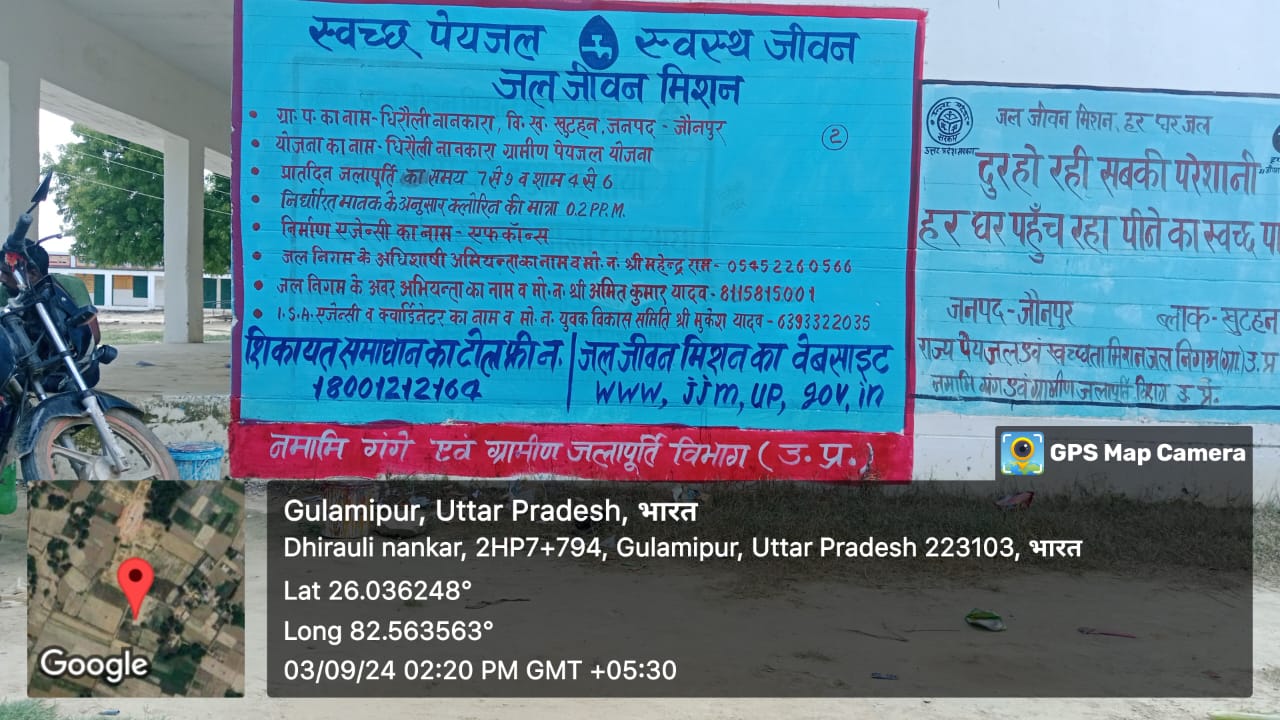 स्वच्छ पेयजल स्वस्थ जीवन
जल जीवन मिशन
• ग्रा. प. का नाम- धिरौली नानकारा, वि. ख. खुटहन, जनपद - जौनपुर
②
• योजना का नाम- धिरौली नानकारा ग्रामीण पेयजल योजना
• प्रतिदिन जलापूर्ति का समय 7 से 9 व शाम 4 से 6
• निर्धारित मानक के अनुसार क्लोरिन की मात्रा 0.2 P.P.M.
• निर्माण एजेन्सी का नाम - एफकॉन्स
• जल निगम के अधिशाषी अभियन्ता का नाम व मो. न. श्री महेन्द्र राम - 05452260566
• जल निगम के अवर अभियन्ता का नाम व मो. न. श्री अमित कुमार यादव - 8115815001
• I.S.A. एजेन्सी व क्वार्डिनेटर का नाम व मो. न. युवक विकास समिति श्री मुकेश यादव - 6393322035
शिकायत समाधान का टोल फ्री न. | जल जीवन मिशन का वेबसाइट
18001212164 | www, jjm, up, gov, in
नमामि गंगे एवं ग्रामीण जलापूर्ति विभाग ( उ. प्र. )
उत्तर प्रदेश सरकार
जल जीवन मिशन, हर घर जल
दुर हो रही सबकी परेशानी
हर घर पहुँच रहा पीने का स्वच्छ
जनपद - जौनपुर ब्लाक - खुटहन
राज्य पेयजल एवं स्वच्छता मिशन जल निगम (ग्रा) उ. प्र
नमामि गंगे एवं ग्रामीण जलापूर्ति विभाग उ. प्र.
GPS Map Camera
Gulamipur, Uttar Pradesh, भारत
Dhirauli nankar, 2HP7+794, Gulamipur, Uttar Pradesh 223103, भारत
Lat 26.036248°
Long 82.563563°
03/09/24 02:20 PM GMT +05:30
Google